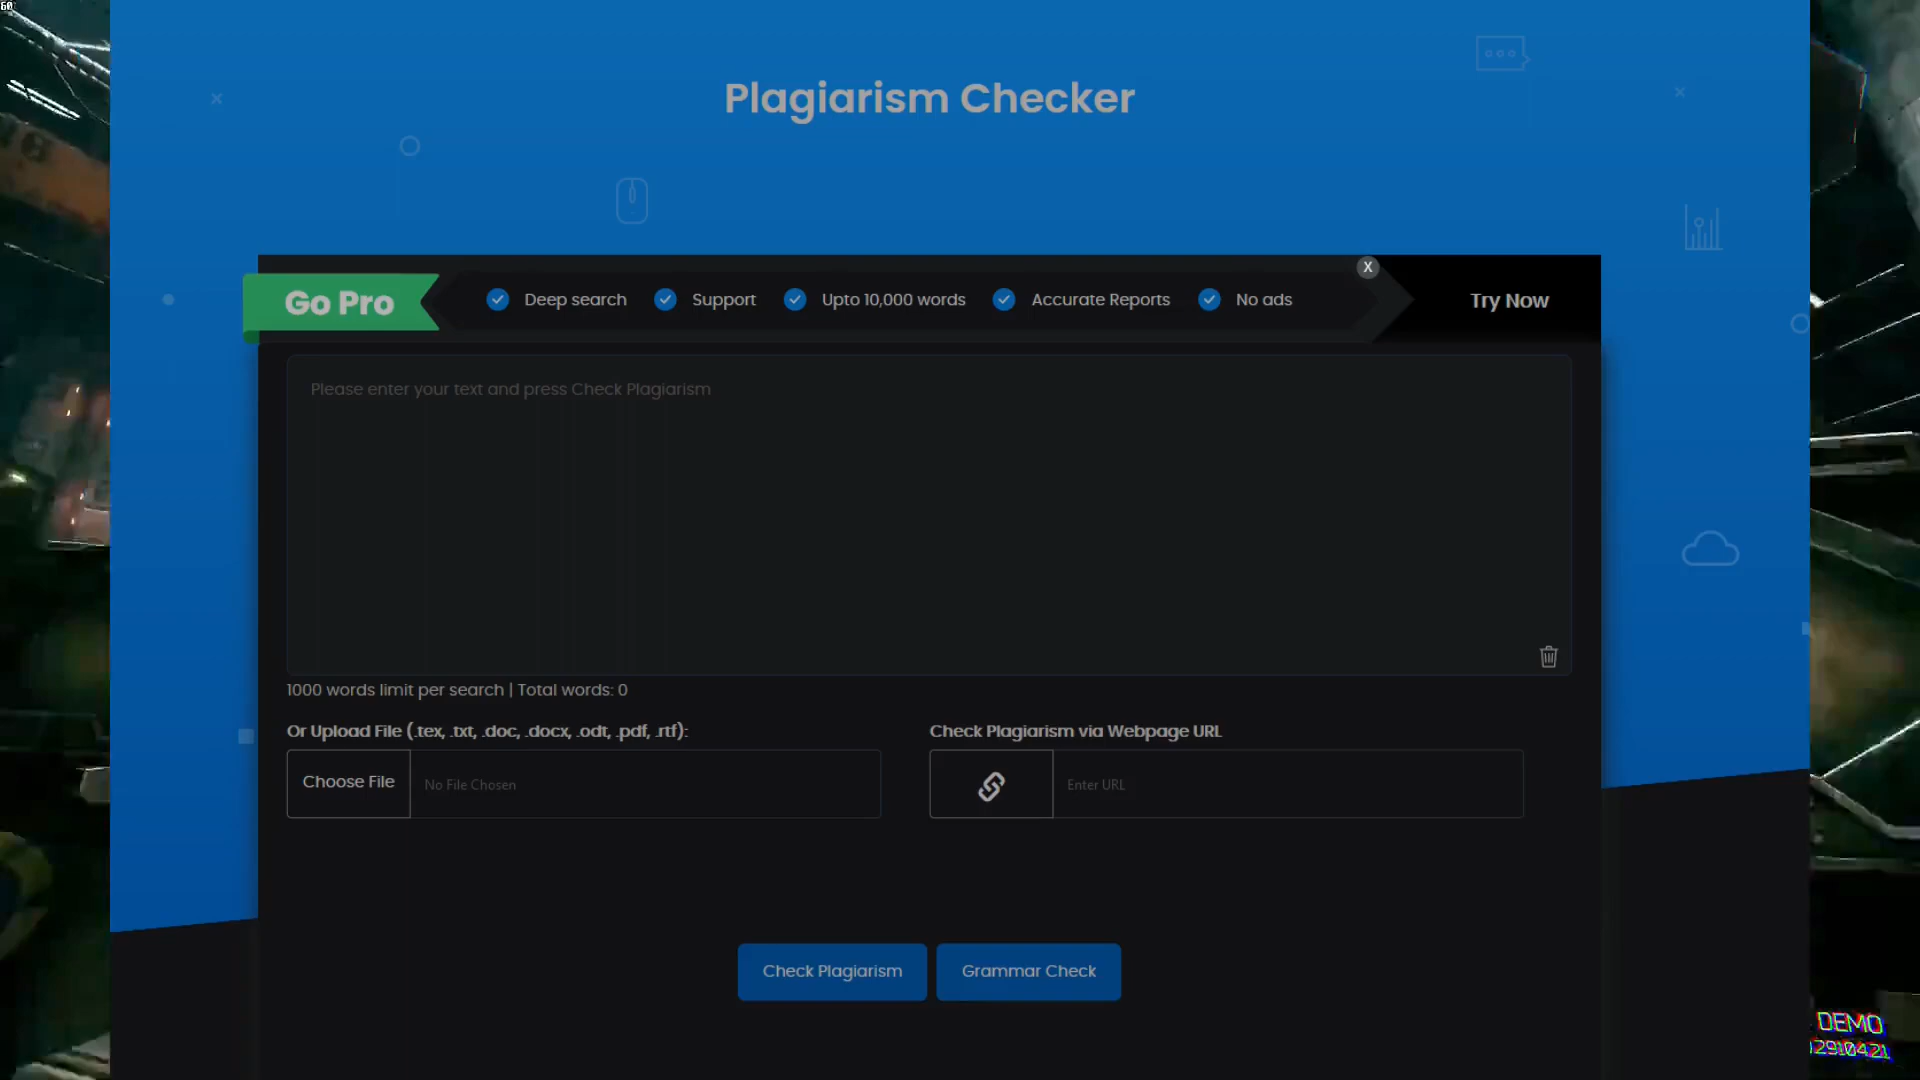 60
Plagiarism Checker
Go Pro
Deep search
Support
Upto 10,000 words
Accurate Reports
No ads
X
Try Now
Please enter your text and press Check Plagiarism
1000 words limit per search | Total words: 0
Or Upload File (.tex, .txt, .doc, .docx, .odt, .pdf, .rtf):
Check Plagiarism via Webpage URL
Choose File
No File Chosen
Enter URL
Check Plagiarism
Grammar Check
DEMO